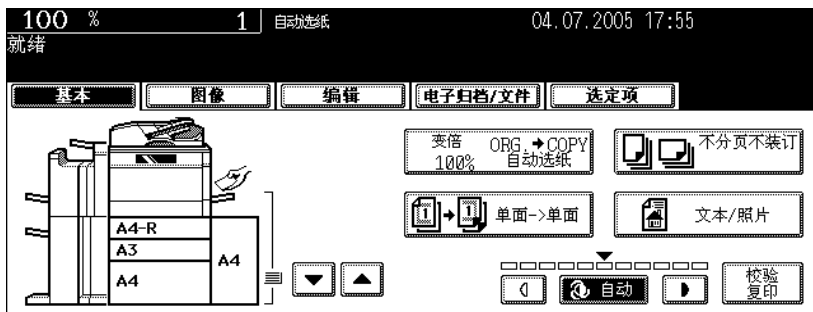 100 % 1 自动选纸 04.07.2005 17:55
就绪
基本 图像 编辑 电子归档/文件 选定项
变倍 ORG.➔COPY
100% 自动选纸
不分页不装订
1➔1 单面->单面
文本/照片
A4-R
A3
A4
A4
自动
校验
复印